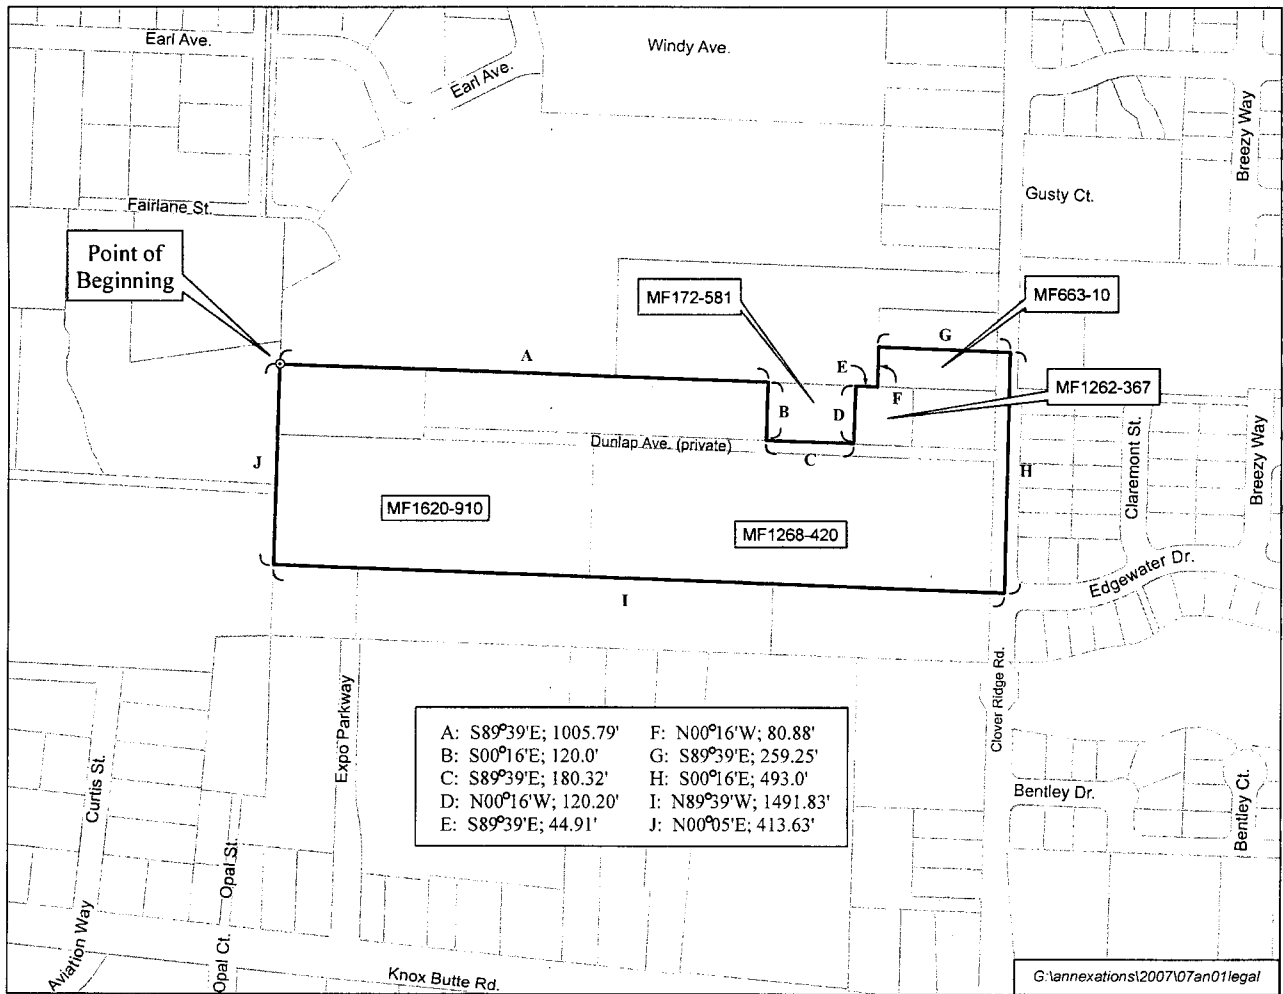 Earl Ave.
Windy Ave.
Earl Ave.
Breezy Way
Gusty Ct.
Fairlane St.
Point of
Beginning
MF172-581
MF663-10
G
A
E
F
MF1262-367
B
D
Dunlap Ave. (private)
C
J
H
Claremont St.
Breezy Way
MF1620-910
MF1268-420
Edgewater Dr.
I
Clover Ridge Rd.
Expo Parkway
Curtis St.
A: S89°39'E; 1005.79'
B: S00°16'E; 120.0'
C: S89°39'E; 180.32'
D: N00°16'W; 120.20'
E: S89°39'E; 44.91'
F: N00°16'W; 80.88'
G: S89°39'E; 259.25'
H: S00°16'E; 493.0'
I: N89°39'W; 1491.83'
J: N00°05'E; 413.63'
Bentley Dr.
Bentley Ct.
Opal St.
Aviation Way
Opal Ct.
Knox Butte Rd.
G:\annexations\2007\07an01legal